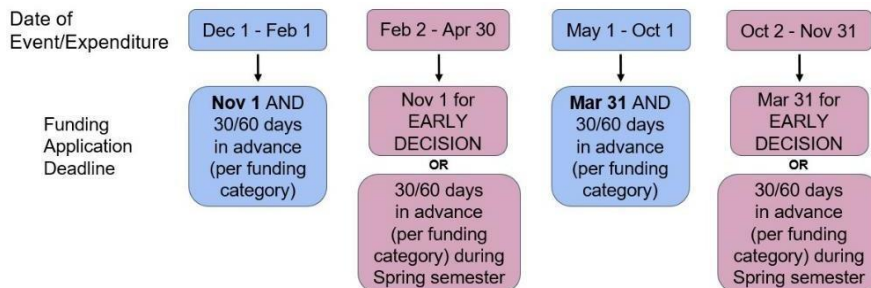 Date of
Event/Expenditure
Dec 1 - Feb 1
Feb 2 - Apr 30
May 1 - Oct 1
Oct 2 - Nov 31
Funding
Application
Deadline
Nov 1 AND
30/60 days
in advance
(per funding
category)
Nov 1 for
EARLY
DECISION
OR
30/60 days
in advance
(per funding
category) during
Spring semester
Mar 31 AND
30/60 days
in advance
(per funding
category)
Mar 31 for
EARLY
DECISION
OR
30/60 days
in advance
(per funding
category) during
Spring semester